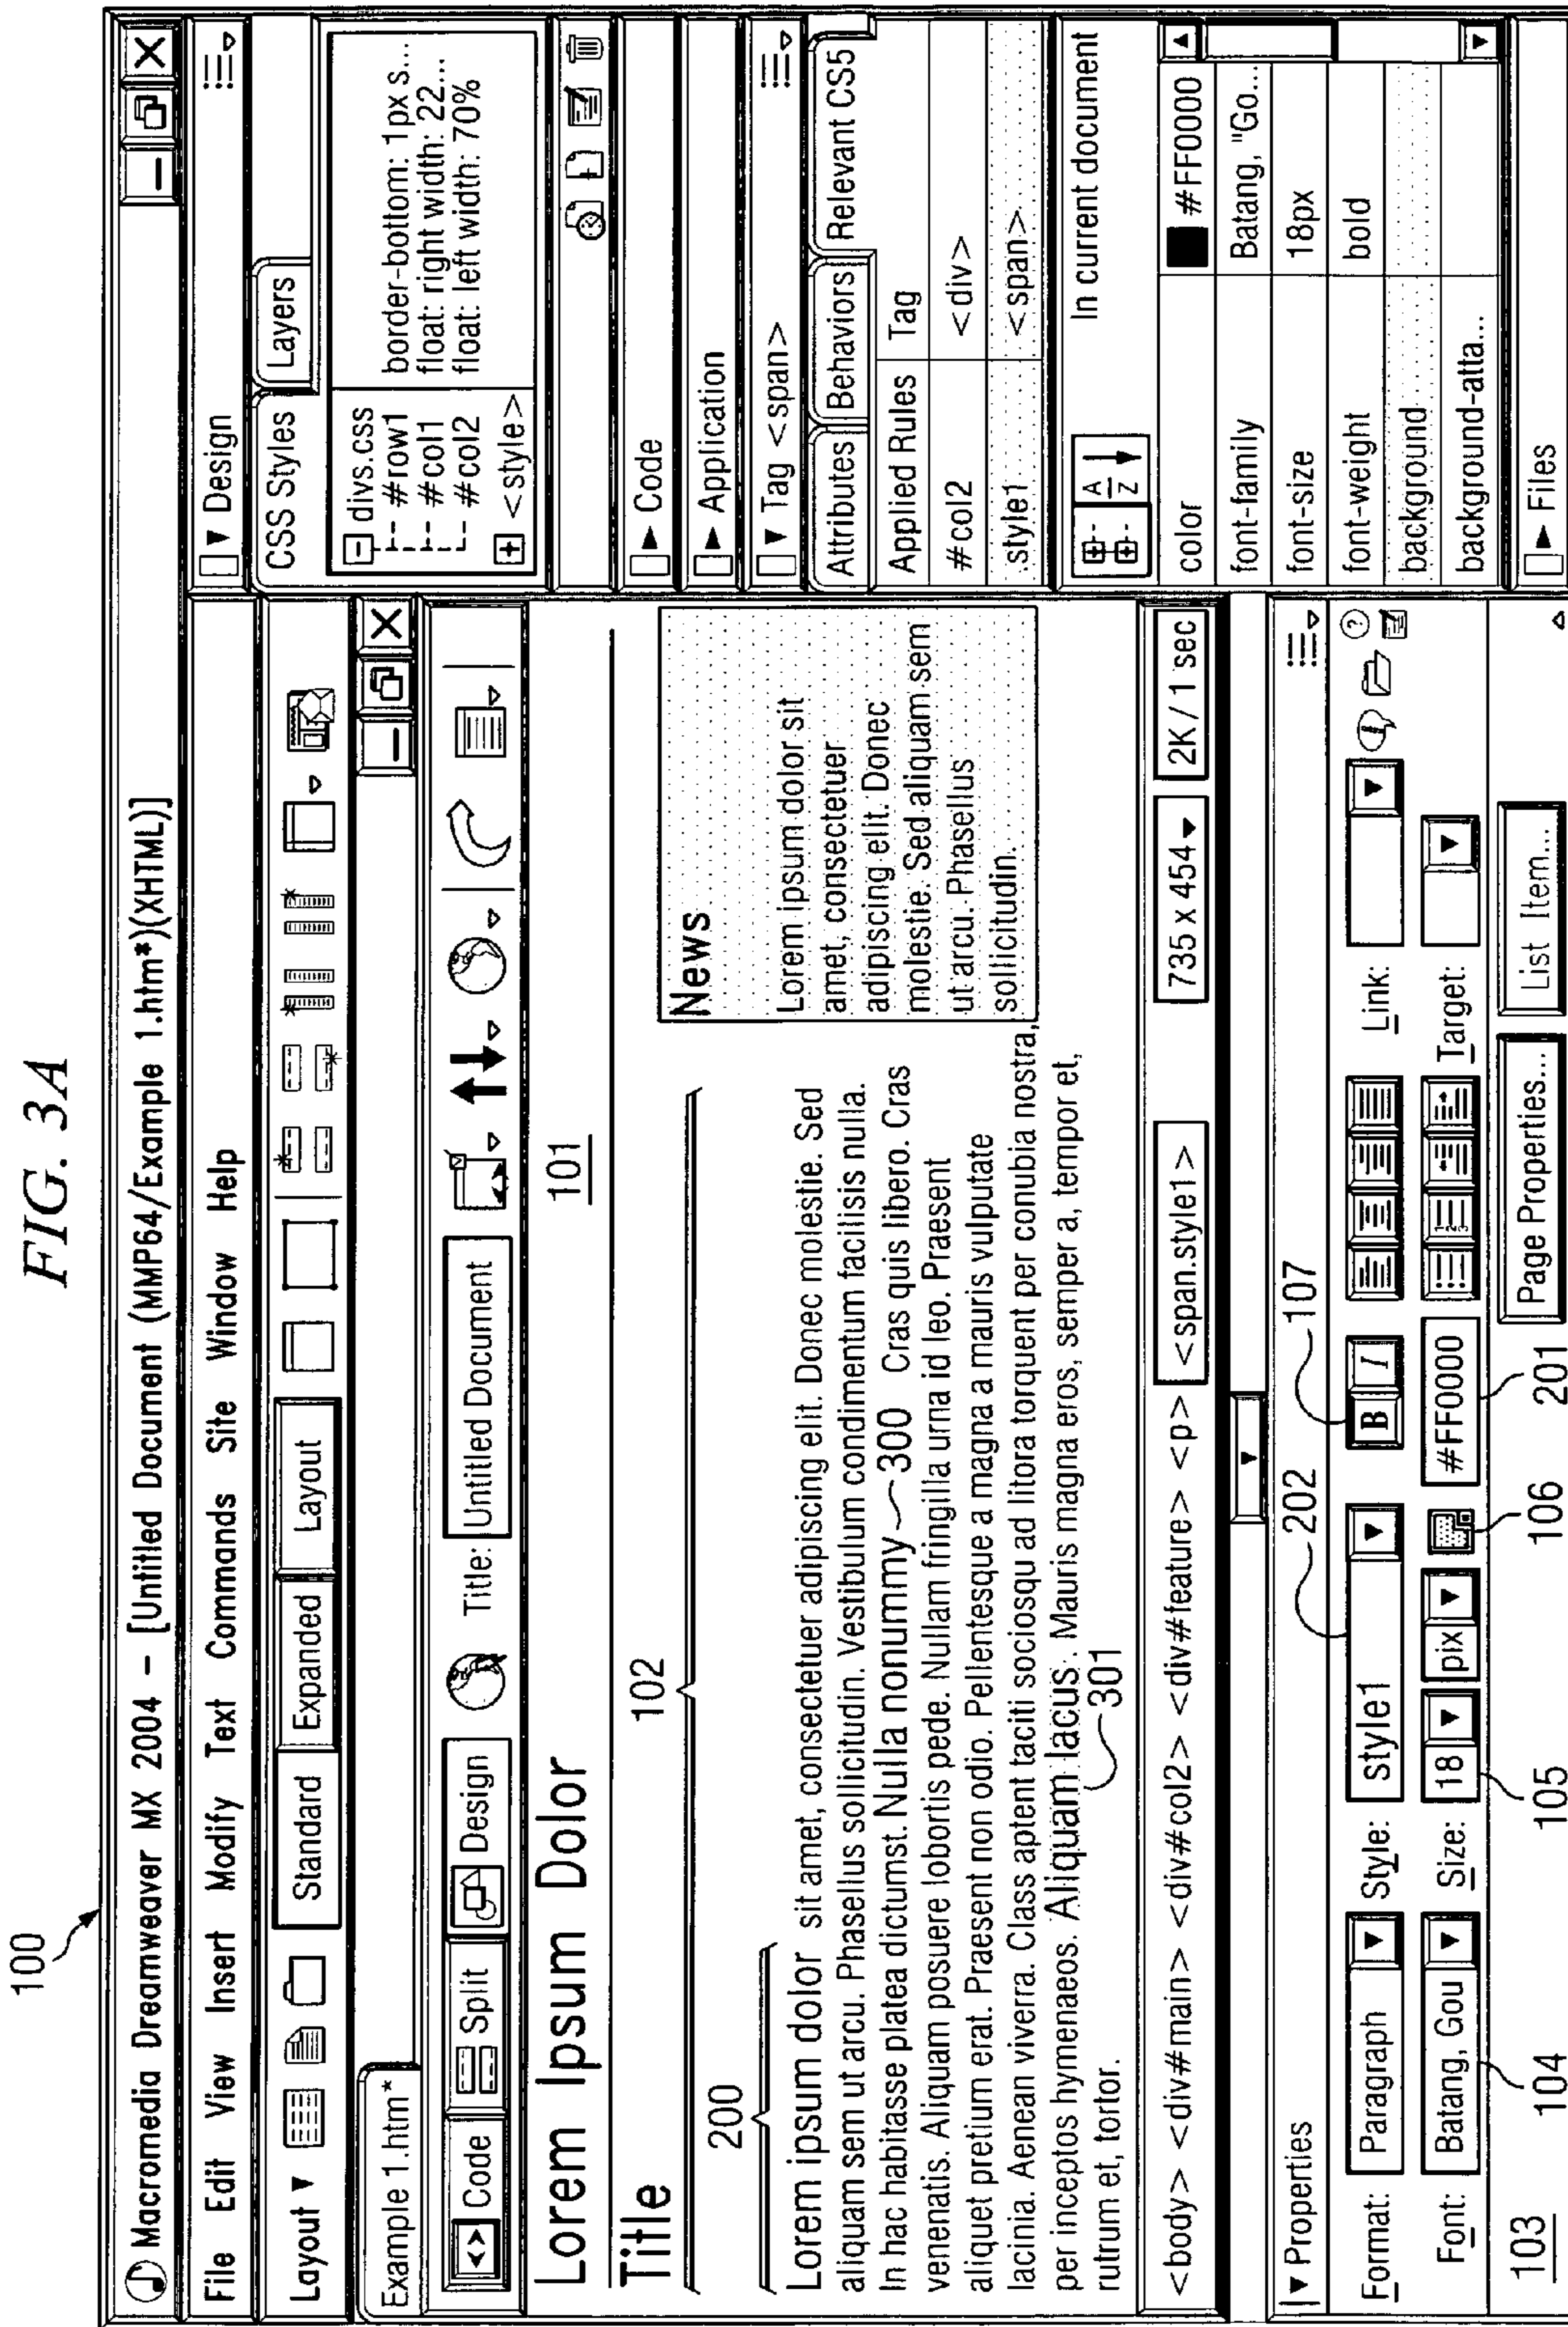 FIG. 3A
100
Macromedia Dreamweaver MX 2004 – [Untitled Document (MMP64/Example 1.htm*)(XHTML)]
File Edit View Insert Modify Text Commands Site Window Help
Layout ▼ Standard Expanded Layout
Example 1.htm*
<> Code Split Design Title: Untitled Document
Lorem Ipsum Dolor
101
Title
102
200
Lorem ipsum dolor sit amet, consectetuer adipiscing elit. Donec molestie. Sed
aliquam sem ut arcu. Phasellus sollicitudin. Vestibulum condimentum facilisis nulla.
In hac habitasse platea dictumst. Nulla nonummy 300 Cras quis libero. Cras
venenatis. Aliquam posuere lobortis pede. Nullam fringilla urna id leo. Praesent
aliquet pretium erat. Praesent non odio. Pellentesque a magna a mauris vulputate
lacinia. Aenean viverra. Class aptent taciti sociosqu ad litora torquent per conubia nostra,
per inceptos hymenaeos. Aliquam lacus. Mauris magna eros, semper a, tempor et,
rutrum et, tortor.
301
News
Lorem ipsum dolor sit
amet, consectetuer
adipiscing elit. Donec
molestie. Sed aliquam sem
ut arcu. Phasellus
sollicitudin.
<body> <div#main> <div#col2> <div#feature> <p> <span.style1> 735 x 454 ▼ 2K / 1 sec
▼ Properties
202
107
Format: Paragraph Style: style1 B I Link:
Font: Batang, Gou Size: 18 pix #FF0000 Target:
Page Properties... List Item...
103
104
105
106
201
▼ Design
CSS Styles Layers
divs.css
#row1 border-bottom: 1px s...
#col1 float: right width: 22...
#col2 float: left width: 70%
<style>
► Code
► Application
▼ Tag <span>
Attributes Behaviors Relevant CS5
Applied Rules Tag
#col2 <div>
style1 <span>
A Z In current document
color #FF0000
font-family Batang, "Go...
font-size 18px
font-weight bold
background
background-atta...
► Files